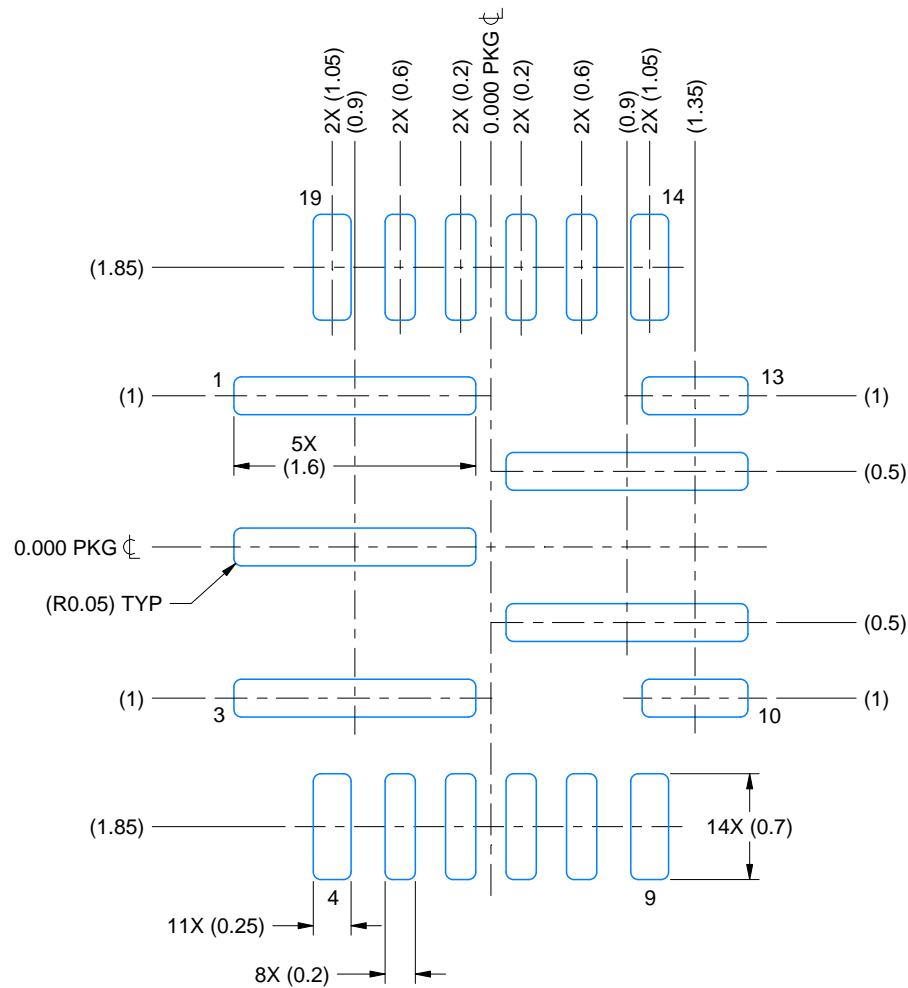 2X (1.05)
(0.9)
2X (0.6)
2X (0.2)
0.000 PKG ℄
2X (0.2)
2X (0.6)
(0.9)
2X (1.05)
(1.35)
19
14
(1.85)
1
13
(1)
(1)
5X
(1.6)
(0.5)
0.000 PKG ℄
(R0.05) TYP
(0.5)
(1)
(1)
3
10
(1.85)
14X (0.7)
4
9
11X (0.25)
8X (0.2)